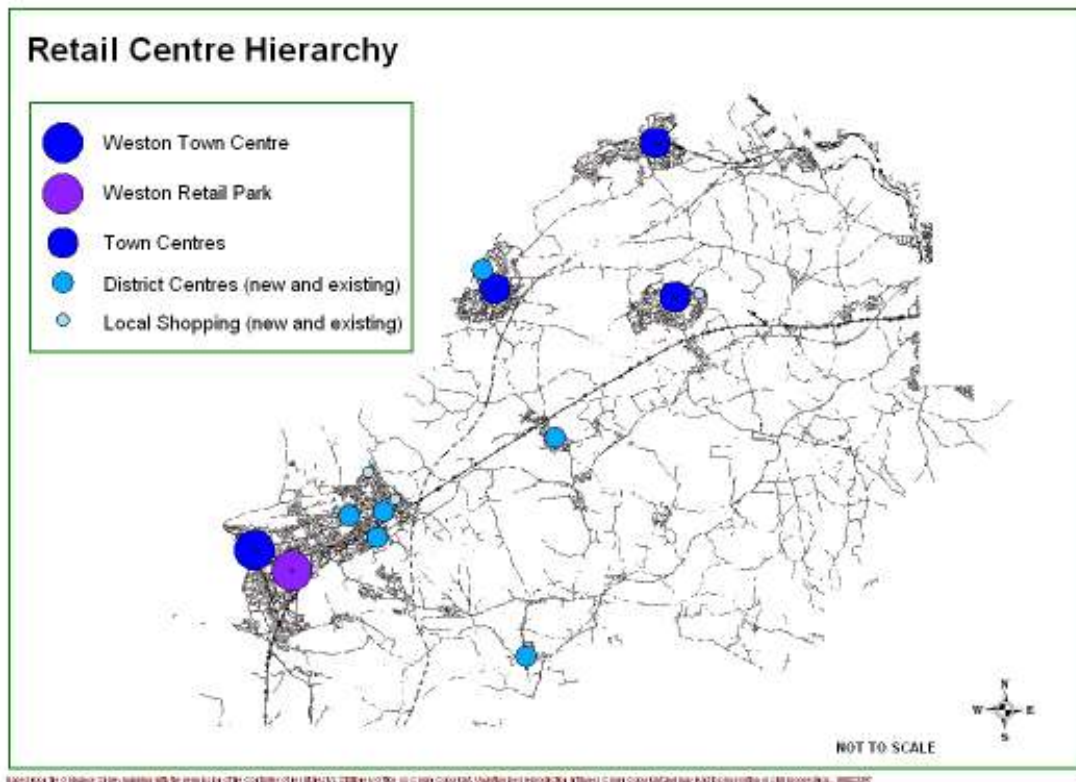 Retail Centre Hierarchy
Weston Town Centre
Weston Retail Park
Town Centres
District Centres (new and existing)
Local Shopping (new and existing)
N
W E
S
NOT TO SCALE